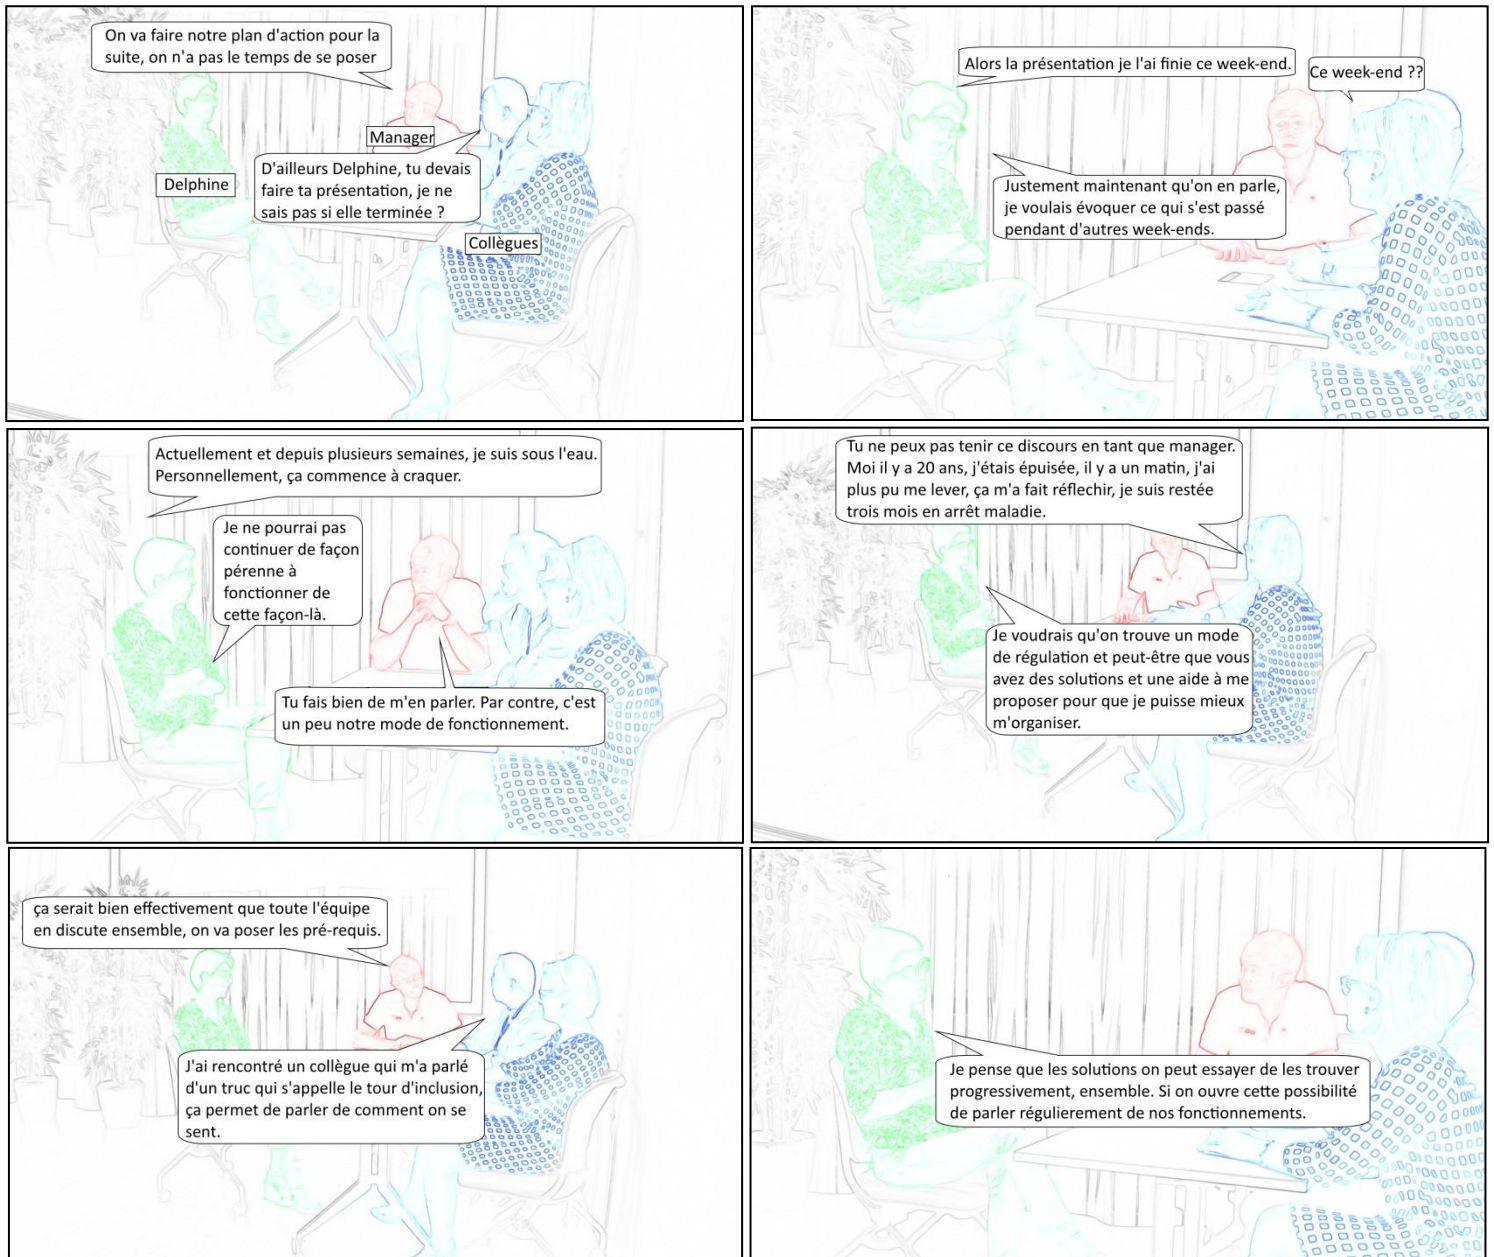 On va faire notre plan d'action pour la
suite, on n'a pas le temps de se poser
Manager
D'ailleurs Delphine, tu devais
faire ta présentation, je ne
sais pas si elle terminée ?
Delphine
Collègues
Alors la présentation je l'ai finie ce week-end.
Ce week-end ??
Justement maintenant qu'on en parle,
je voulais évoquer ce qui s'est passé
pendant d'autres week-ends.
Actuellement et depuis plusieurs semaines, je suis sous l'eau.
Personnellement, ça commence à craquer.
Je ne pourrai pas
continuer de façon
pérenne à
fonctionner de
cette façon-là.
Tu fais bien de m'en parler. Par contre, c'est
un peu notre mode de fonctionnement.
Tu ne peux pas tenir ce discours en tant que manager.
Moi il y a 20 ans, j'étais épuisée, il y a un matin, j'ai
plus pu me lever, ça m'a fait réflechir, je suis restée
trois mois en arrêt maladie.
Je voudrais qu'on trouve un mode
de régulation et peut-être que vous
avez des solutions et une aide à me
proposer pour que je puisse mieux
m'organiser.
ça serait bien effectivement que toute l'équipe
en discute ensemble, on va poser les pré-requis.
J'ai rencontré un collègue qui m'a parlé
d'un truc qui s'appelle le tour d'inclusion,
ça permet de parler de comment on se
sent.
Je pense que les solutions on peut essayer de les trouver
progressivement, ensemble. Si on ouvre cette possibilité
de parler régulierement de nos fonctionnements.